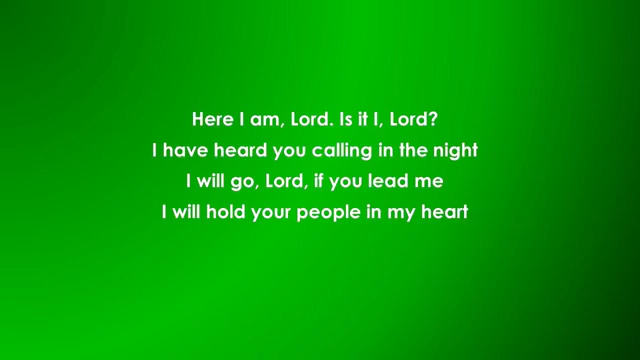 Here I am, Lord. Is it I, Lord?
I have heard you calling in the night
I will go, Lord, if you lead me
I will hold your people in my heart